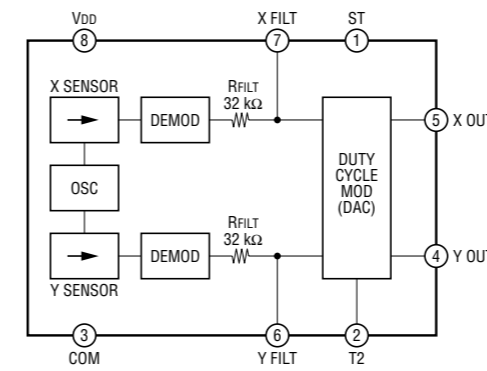 VDD
X FILT
ST
8
7
1
X SENSOR
RFILT
32 kΩ
DEMOD
5
X OUT
DUTY
CYCLE
MOD
(DAC)
OSC
RFILT
32 kΩ
DEMOD
4
Y OUT
Y SENSOR
3
6
2
COM
Y FILT
T2